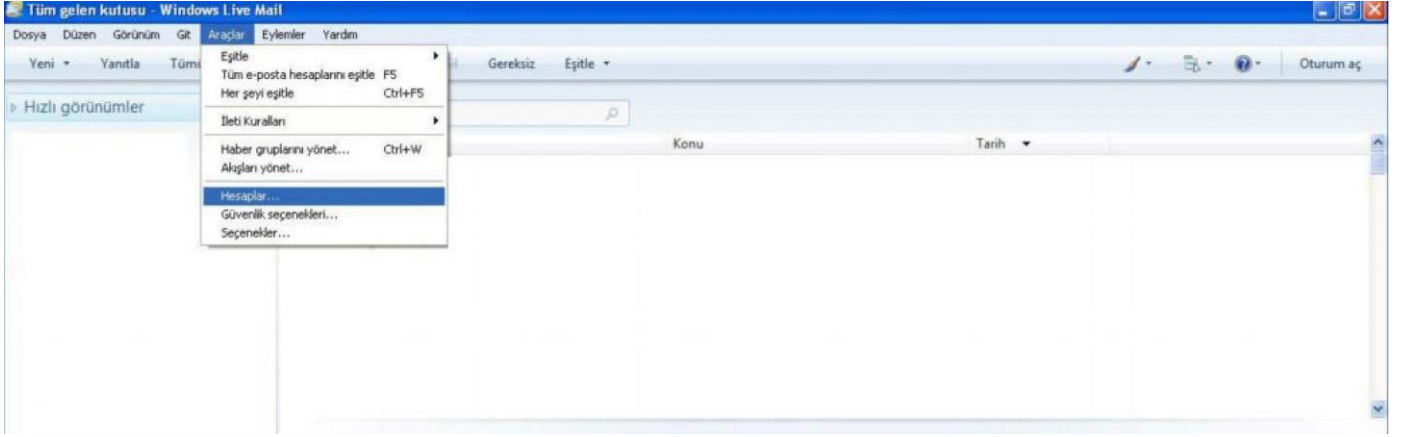 Tüm gelen kutusu - Windows Live Mail
Dosya Düzen Görünüm Git Araçlar Eylemler Yardım
Yeni Yanıtla Gereksiz Eşitle Oturum aç
Eşitle
Tüm e-posta hesaplarını eşitle F5
Her şeyi eşitle Ctrl+F5
Hızlı görünümler
İleti Kuralları
Haber gruplarını yönet... Ctrl+W
Konu Tarih
Akışları yönet...
Hesaplar...
Güvenlik seçenekleri...
Seçenekler...